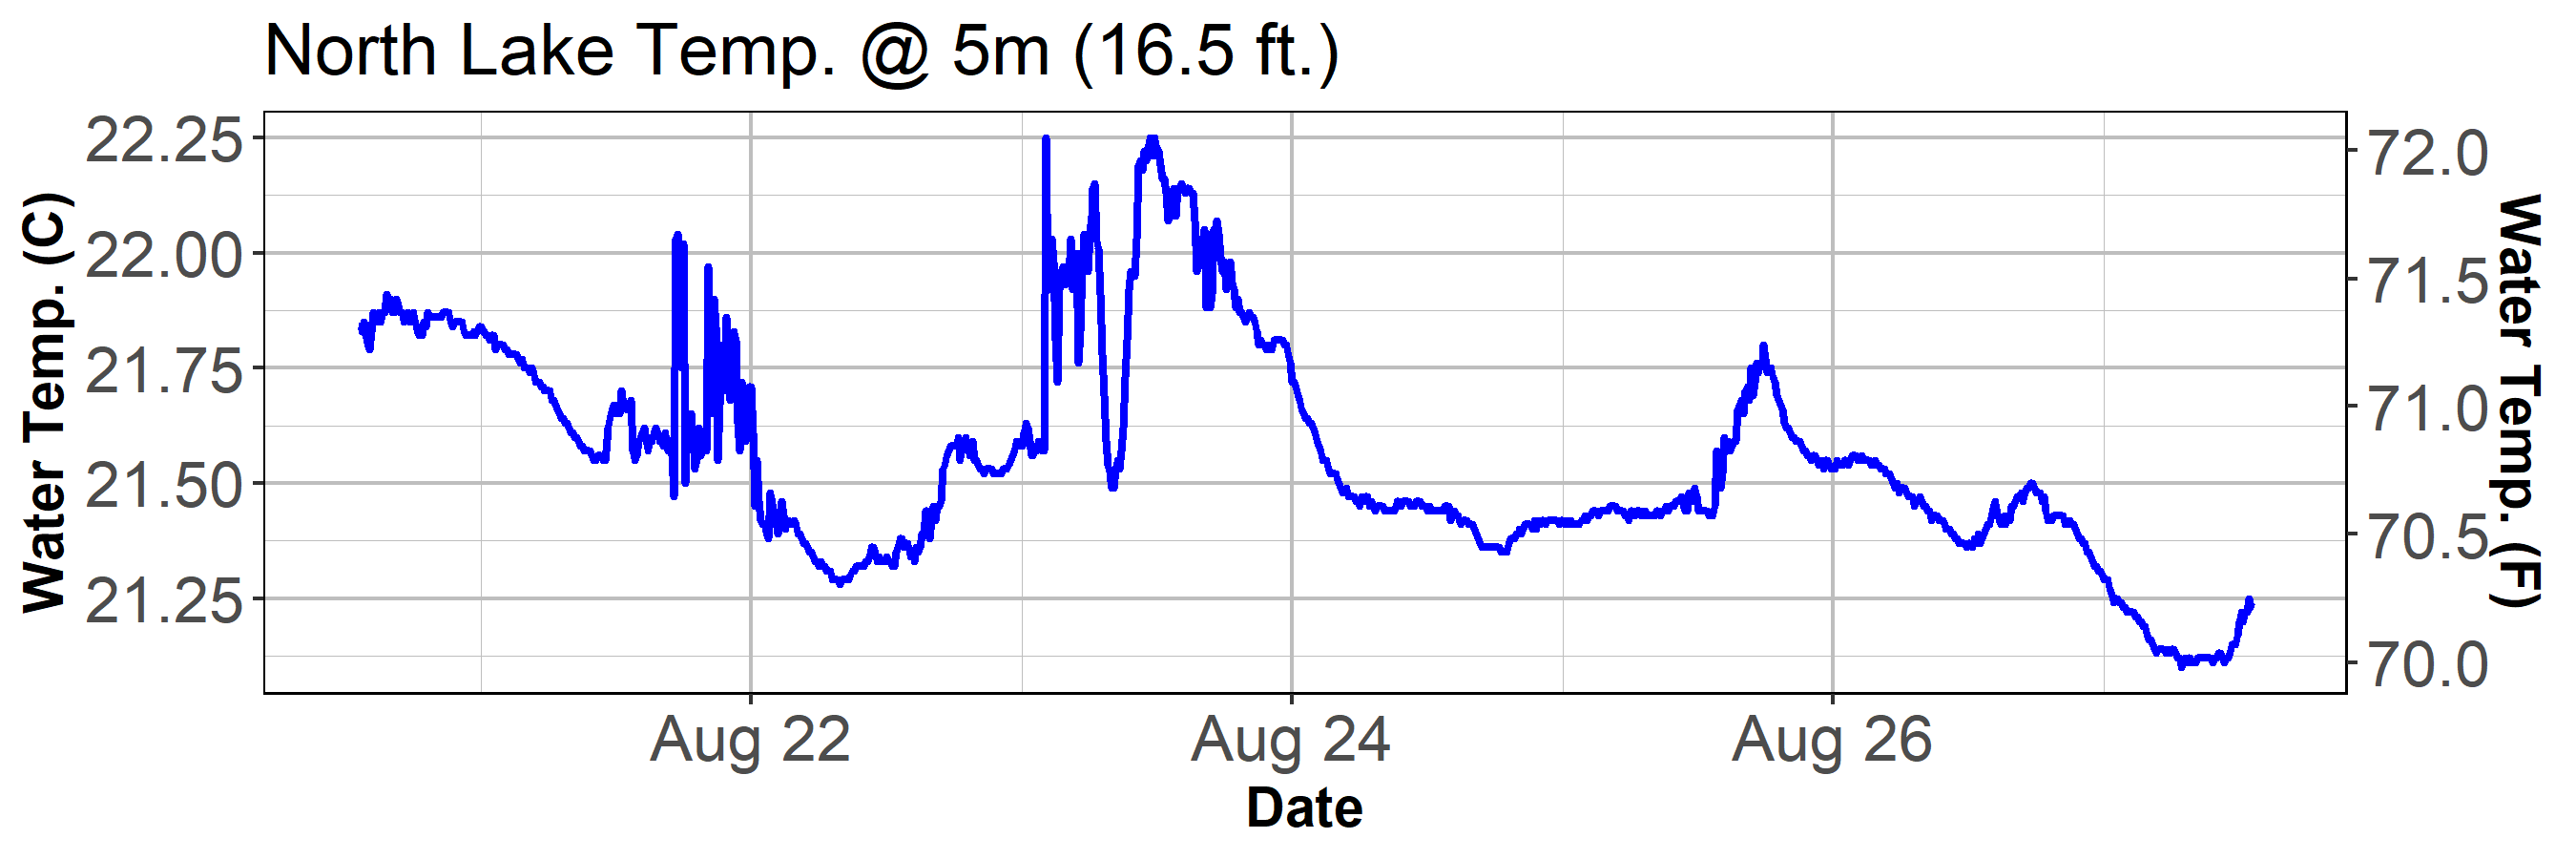 North Lake Temp. @ 5m (16.5 ft.)
Water Temp. (C)
22.25
22.00
21.75
21.50
21.25
72.0
71.5
71.0
70.5
70.0
Water Temp. (F)
Aug 22
Aug 24
Aug 26
Date